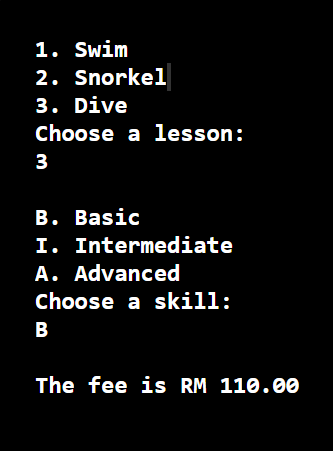 1. Swim
2. Snorkel
3. Dive
Choose a lesson:
3
B. Basic
I. Intermediate
A. Advanced
Choose a skill:
B
The fee is RM 110.00